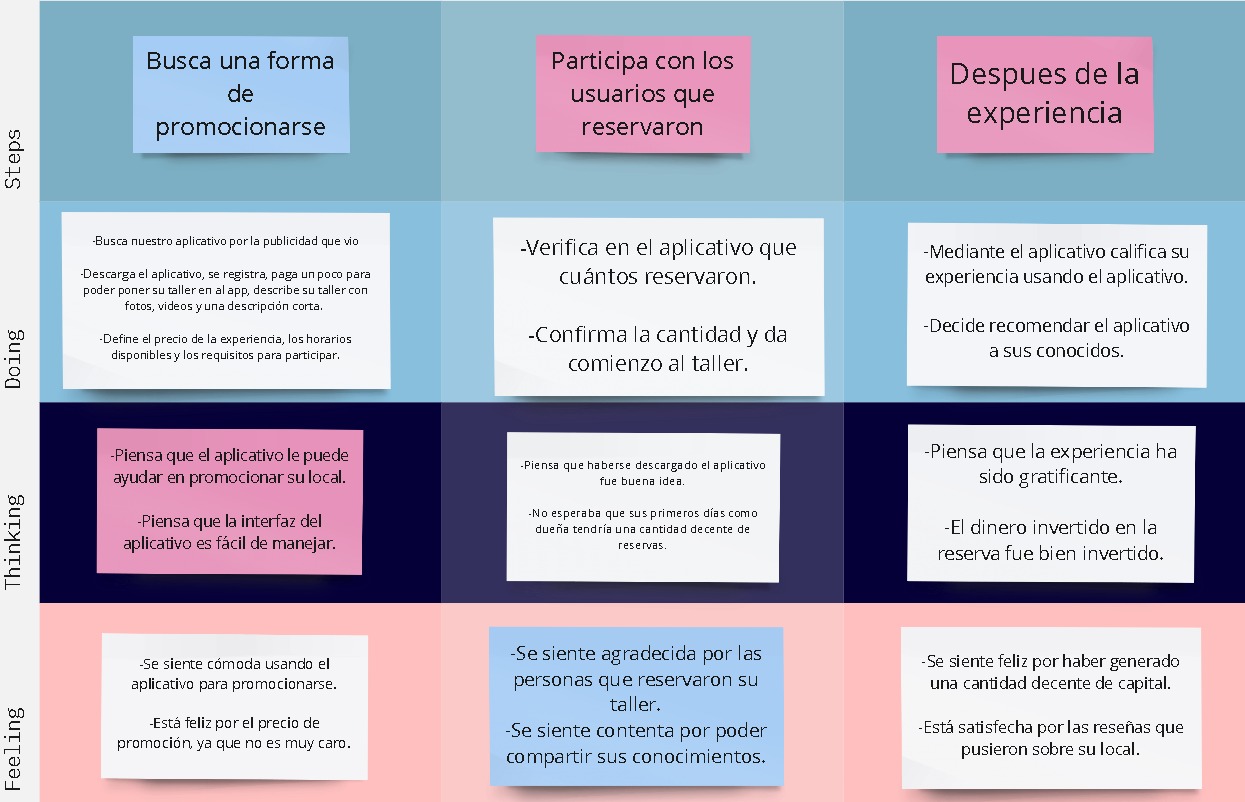 Steps
Busca una forma
de
promocionarse
Participa con los
usuarios que
reservaron
Despues de la
experiencia
Doing
-Busca nuestro aplicativo por la publicidad que vio
-Descarga el aplicativo, se registra, paga un poco para
poder poner su taller en al app, describe su taller con
fotos, videos y una descripción corta.
-Define el precio de la experiencia, los horarios
disponibles y los requisitos para participar.
-Verifica en el aplicativo que
cuántos reservaron.
-Confirma la cantidad y da
comienzo al taller.
-Mediante el aplicativo califica su
experiencia usando el aplicativo.
-Decide recomendar el aplicativo
a sus conocidos.
Thinking
-Piensa que el aplicativo le puede
ayudar en promocionar su local.
-Piensa que la interfaz del
aplicativo es fácil de manejar.
-Piensa que haberse descargado el aplicativo
fue buena idea.
-No esperaba que sus primeros días como
dueña tendría una cantidad decente de
reservas.
-Piensa que la experiencia ha
sido gratificante.
-El dinero invertido en la
reserva fue bien invertido.
Feeling
-Se siente cómoda usando el
aplicativo para promocionarse.
-Está feliz por el precio de
promoción, ya que no es muy caro.
-Se siente agradecida por las
personas que reservaron su
taller.
-Se siente contenta por poder
compartir sus conocimientos.
-Se siente feliz por haber generado
una cantidad decente de capital.
-Está satisfecha por las reseñas que
pusieron sobre su local.